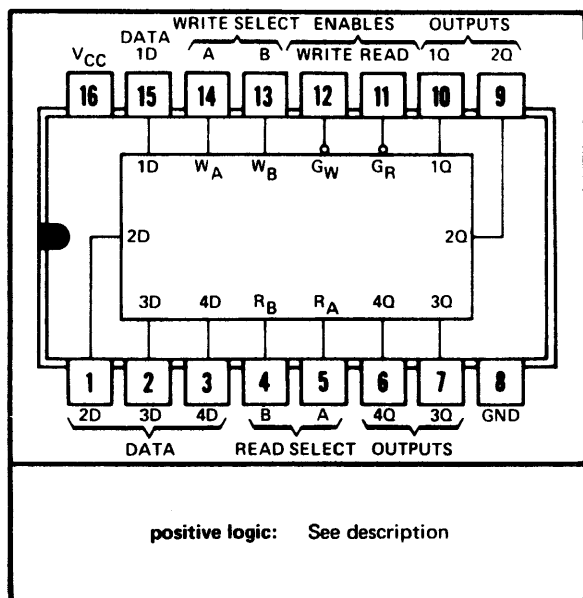 WRITE SELECT ENABLES OUTPUTS
DATA
VCC 1D A B WRITE READ 1Q 2Q
16 15 14 13 12 11 10 9
1D WA WB GW GR 1Q
2D 2Q
3D 4D RB RA 4Q 3Q
1 2 3 4 5 6 7 8
2D 3D 4D B A 4Q 3Q GND
DATA READ SELECT OUTPUTS
positive logic: See description